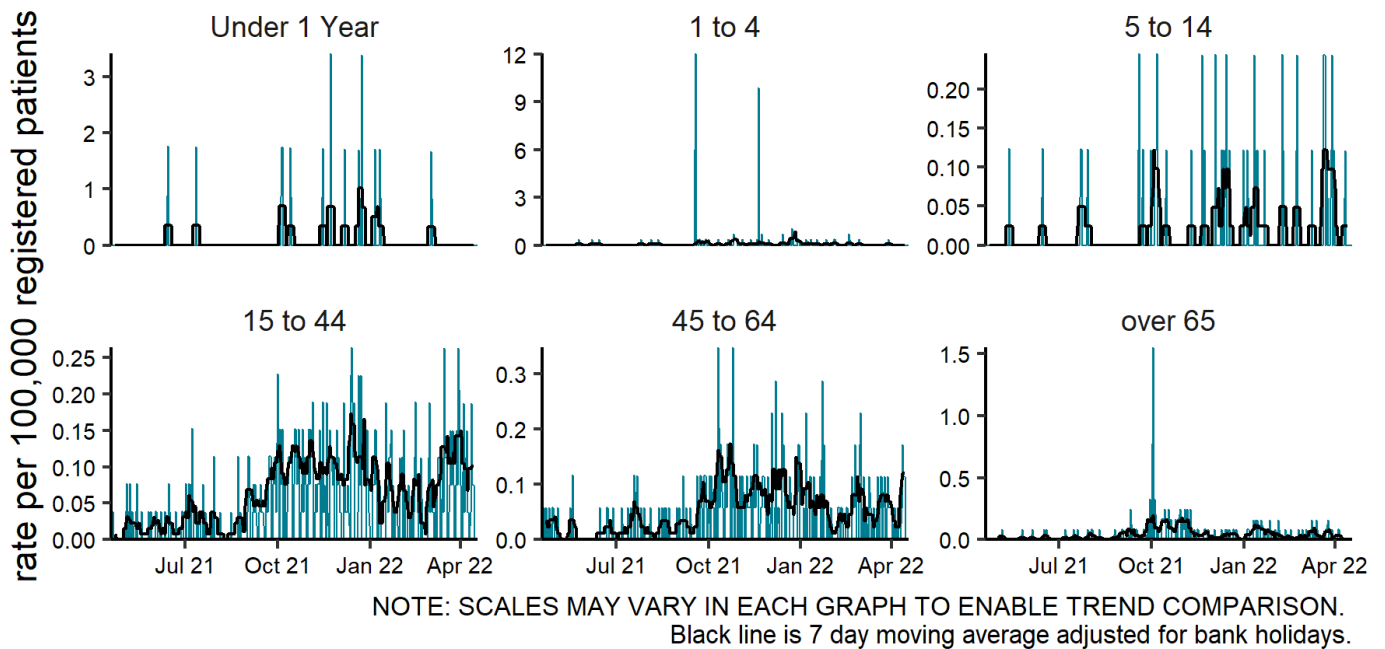 rate per 100,000 registered patients
Under 1 Year
3
2
1
0
1 to 4
12
9
6
3
0
5 to 14
0.20
0.15
0.10
0.05
0.00
15 to 44
0.25
0.20
0.15
0.10
0.05
0.00
Jul 21 Oct 21 Jan 22 Apr 22
45 to 64
0.3
0.2
0.1
0.0
Jul 21 Oct 21 Jan 22 Apr 22
over 65
1.5
1.0
0.5
0.0
Jul 21 Oct 21 Jan 22 Apr 22
NOTE: SCALES MAY VARY IN EACH GRAPH TO ENABLE TREND COMPARISON.
Black line is 7 day moving average adjusted for bank holidays.